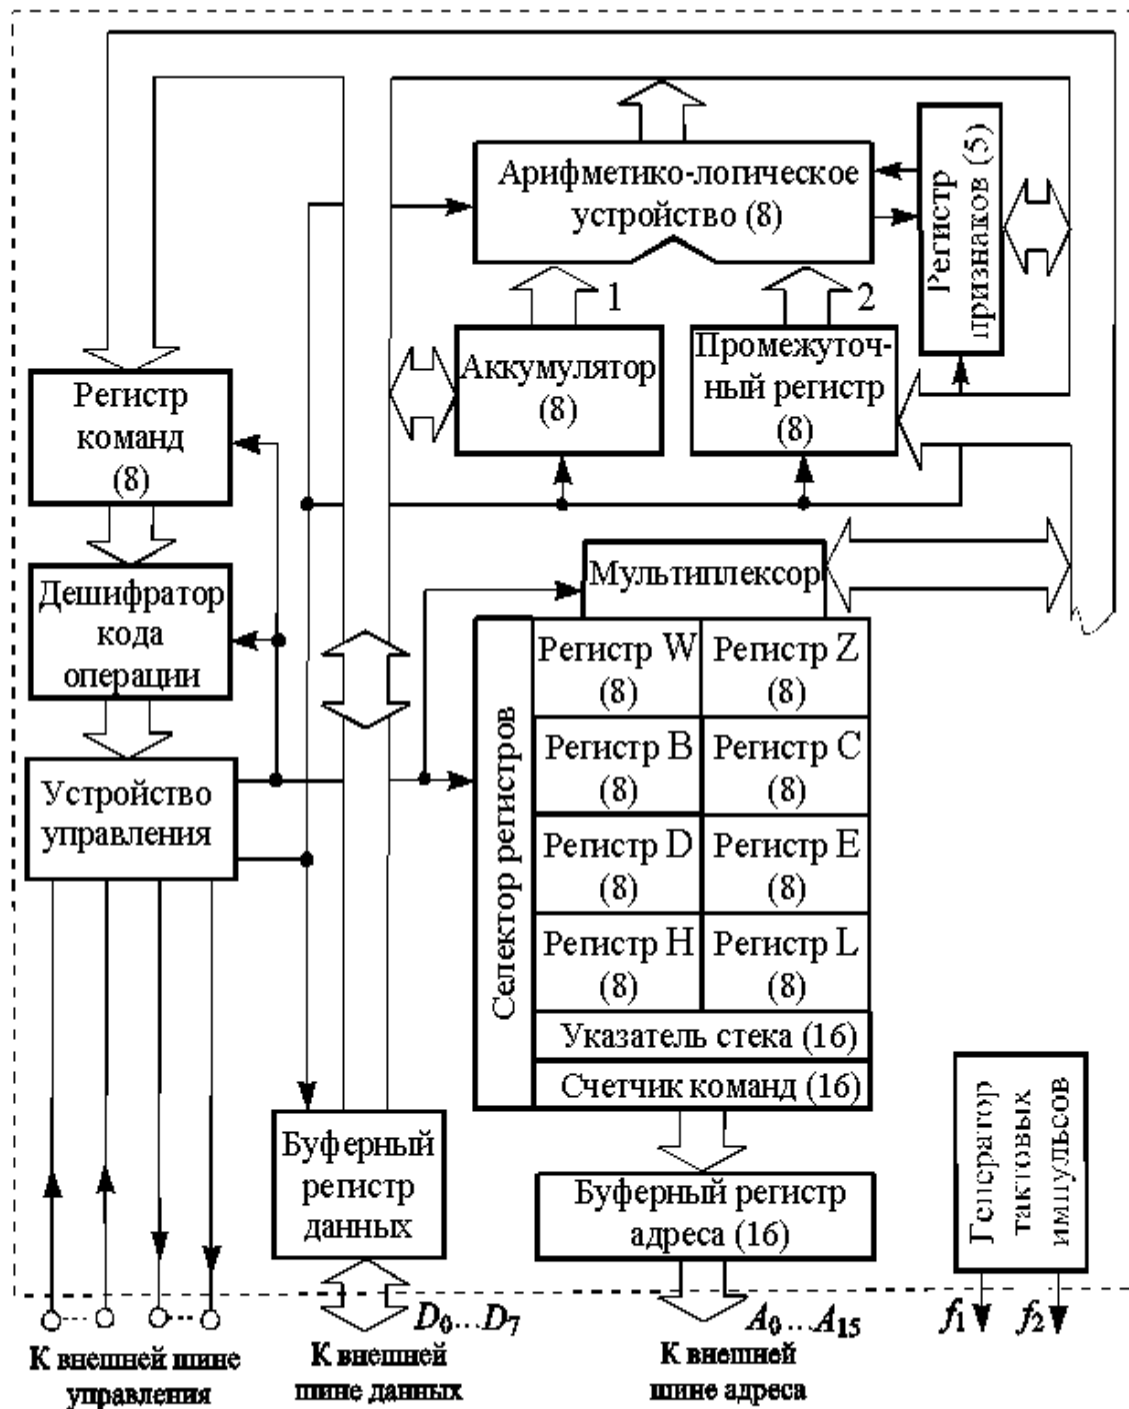 Арифметико-логическое
устройство (8)
Регистр
признаков (5)
1
2
Аккумулятор
(8)
Промежуточ-
ный регистр
(8)
Регистр
команд
(8)
Дешифратор
кода
операции
Устройство
управления
Мультиплексор
Селектор регистров
Регистр W
(8)
Регистр Z
(8)
Регистр B
(8)
Регистр C
(8)
Регистр D
(8)
Регистр E
(8)
Регистр H
(8)
Регистр L
(8)
Указатель стека (16)
Счетчик команд (16)
Буферный
регистр
данных
Буферный регистр
адреса (16)
Генератор
тактовых
импульсов
D0...D7
A0...A15
f1
f2
К внешней шине
управления
К внешней
шине данных
К внешней
шине адреса